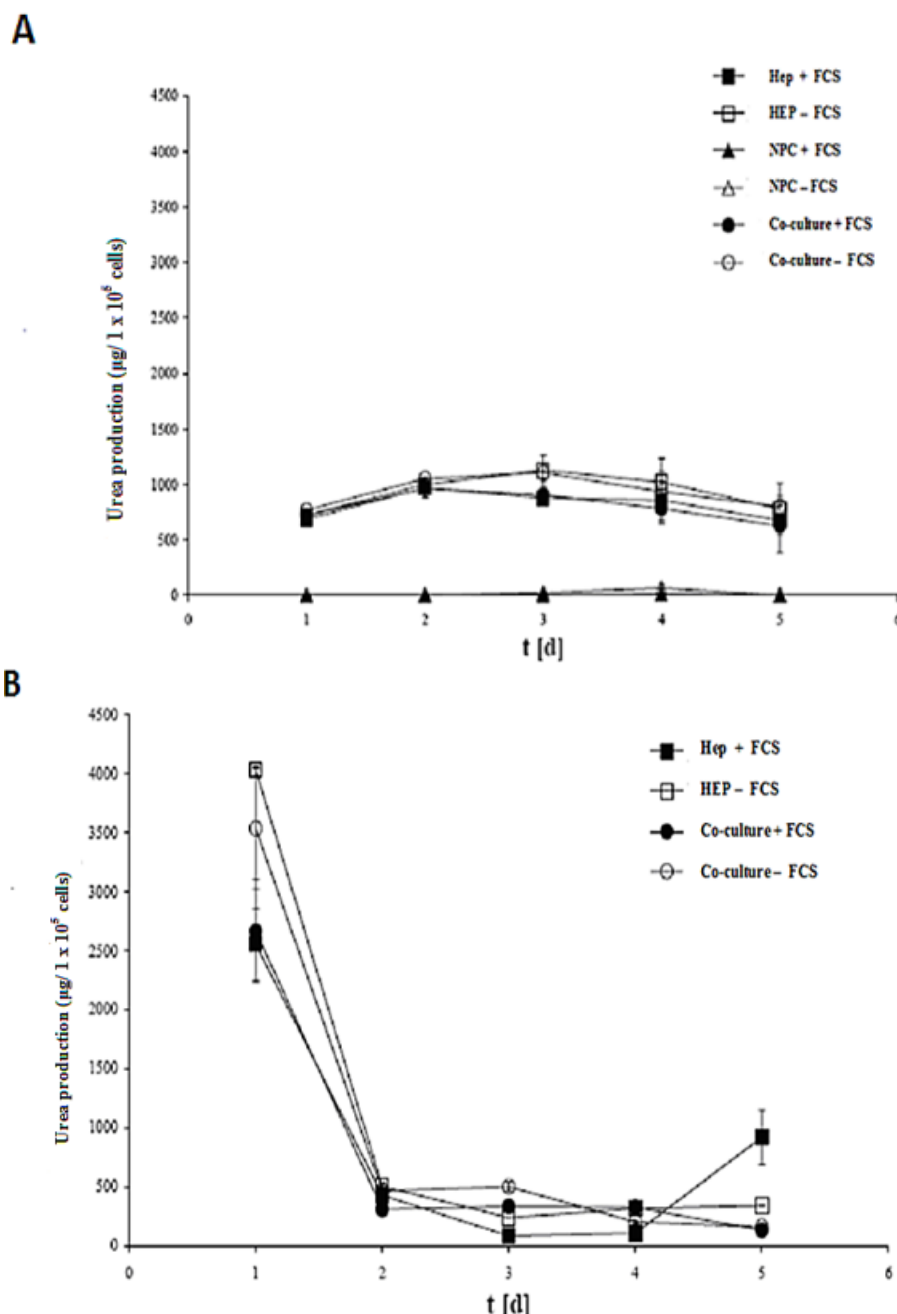 A
Hep + FCS
HEP – FCS
NPC + FCS
NPC – FCS
Co-culture + FCS
Co-culture – FCS
4500
4000
3500
3000
2500
2000
1500
1000
500
0
Urea production (µg/ 1 x 10⁵ cells)
0 1 2 3 4 5 6
t [d]
B
Hep + FCS
HEP – FCS
Co-culture + FCS
Co-culture – FCS
4500
4000
3500
3000
2500
2000
1500
1000
500
0
Urea production (µg/ 1 x 10⁵ cells)
0 1 2 3 4 5 6
t [d]